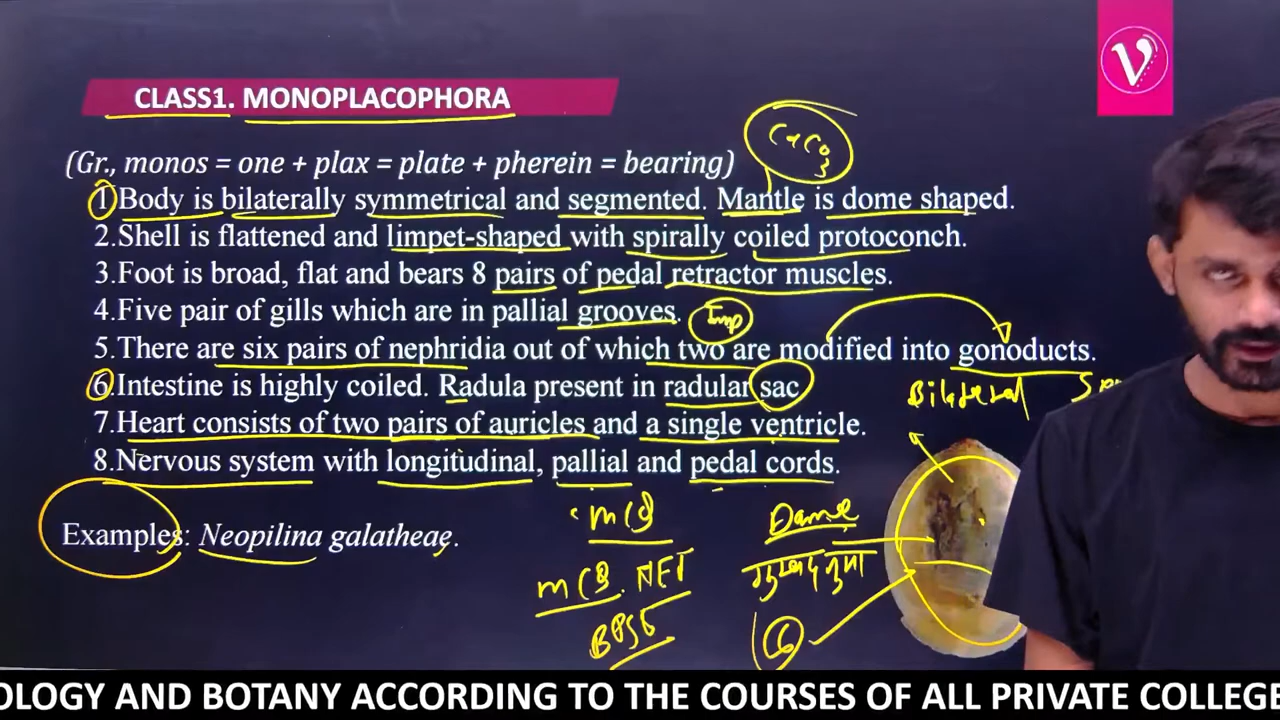 V
CLASS1. MONOPLACOPHORA
(Gr., monos = one + plax = plate + pherein = bearing)
CaCO3
1.Body is bilaterally symmetrical and segmented. Mantle is dome shaped.
2.Shell is flattened and limpet-shaped with spirally coiled protoconch.
3.Foot is broad, flat and bears 8 pairs of pedal retractor muscles.
4.Five pair of gills which are in pallial grooves. Imp
5.There are six pairs of nephridia out of which two are modified into gonoducts.
6.Intestine is highly coiled. Radula present in radular sac
Bilateral
7.Heart consists of two pairs of auricles and a single ventricle.
8.Nervous system with longitudinal, pallial and pedal cords.
Examples: Neopilina galatheae.
MCQ
Dome
MCQ. NET
OLOGY AND BOTANY ACCORDING TO THE COURSES OF ALL PRIVATE COLLEGE